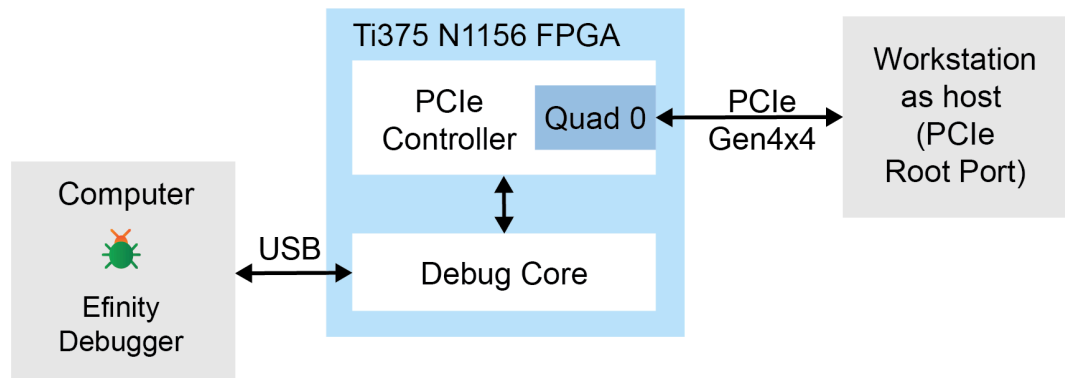 Ti375 N1156 FPGA
PCIe
Controller
Quad 0
PCIe
Gen4x4
Workstation
as host
(PCIe
Root Port)
Computer
Efinity
Debugger
USB
Debug Core